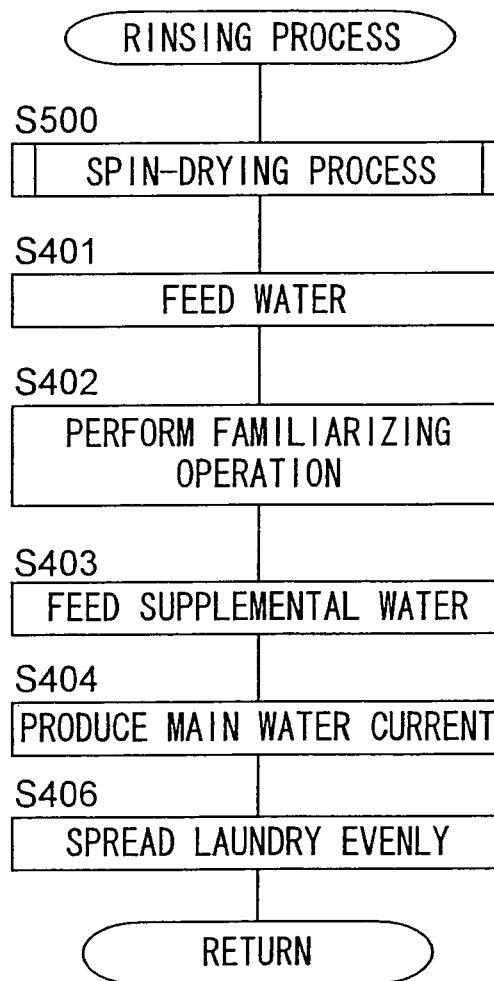 RINSING PROCESS
S500
SPIN-DRYING PROCESS
S401
FEED WATER
S402
PERFORM FAMILIARIZING
OPERATION
S403
FEED SUPPLEMENTAL WATER
S404
PRODUCE MAIN WATER CURRENT
S406
SPREAD LAUNDRY EVENLY
RETURN